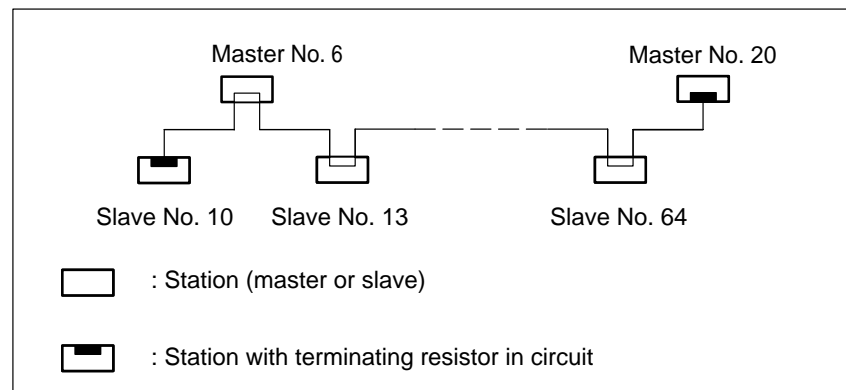 Master No. 6
Master No. 20
Slave No. 10
Slave No. 13
Slave No. 64
: Station (master or slave)
: Station with terminating resistor in circuit